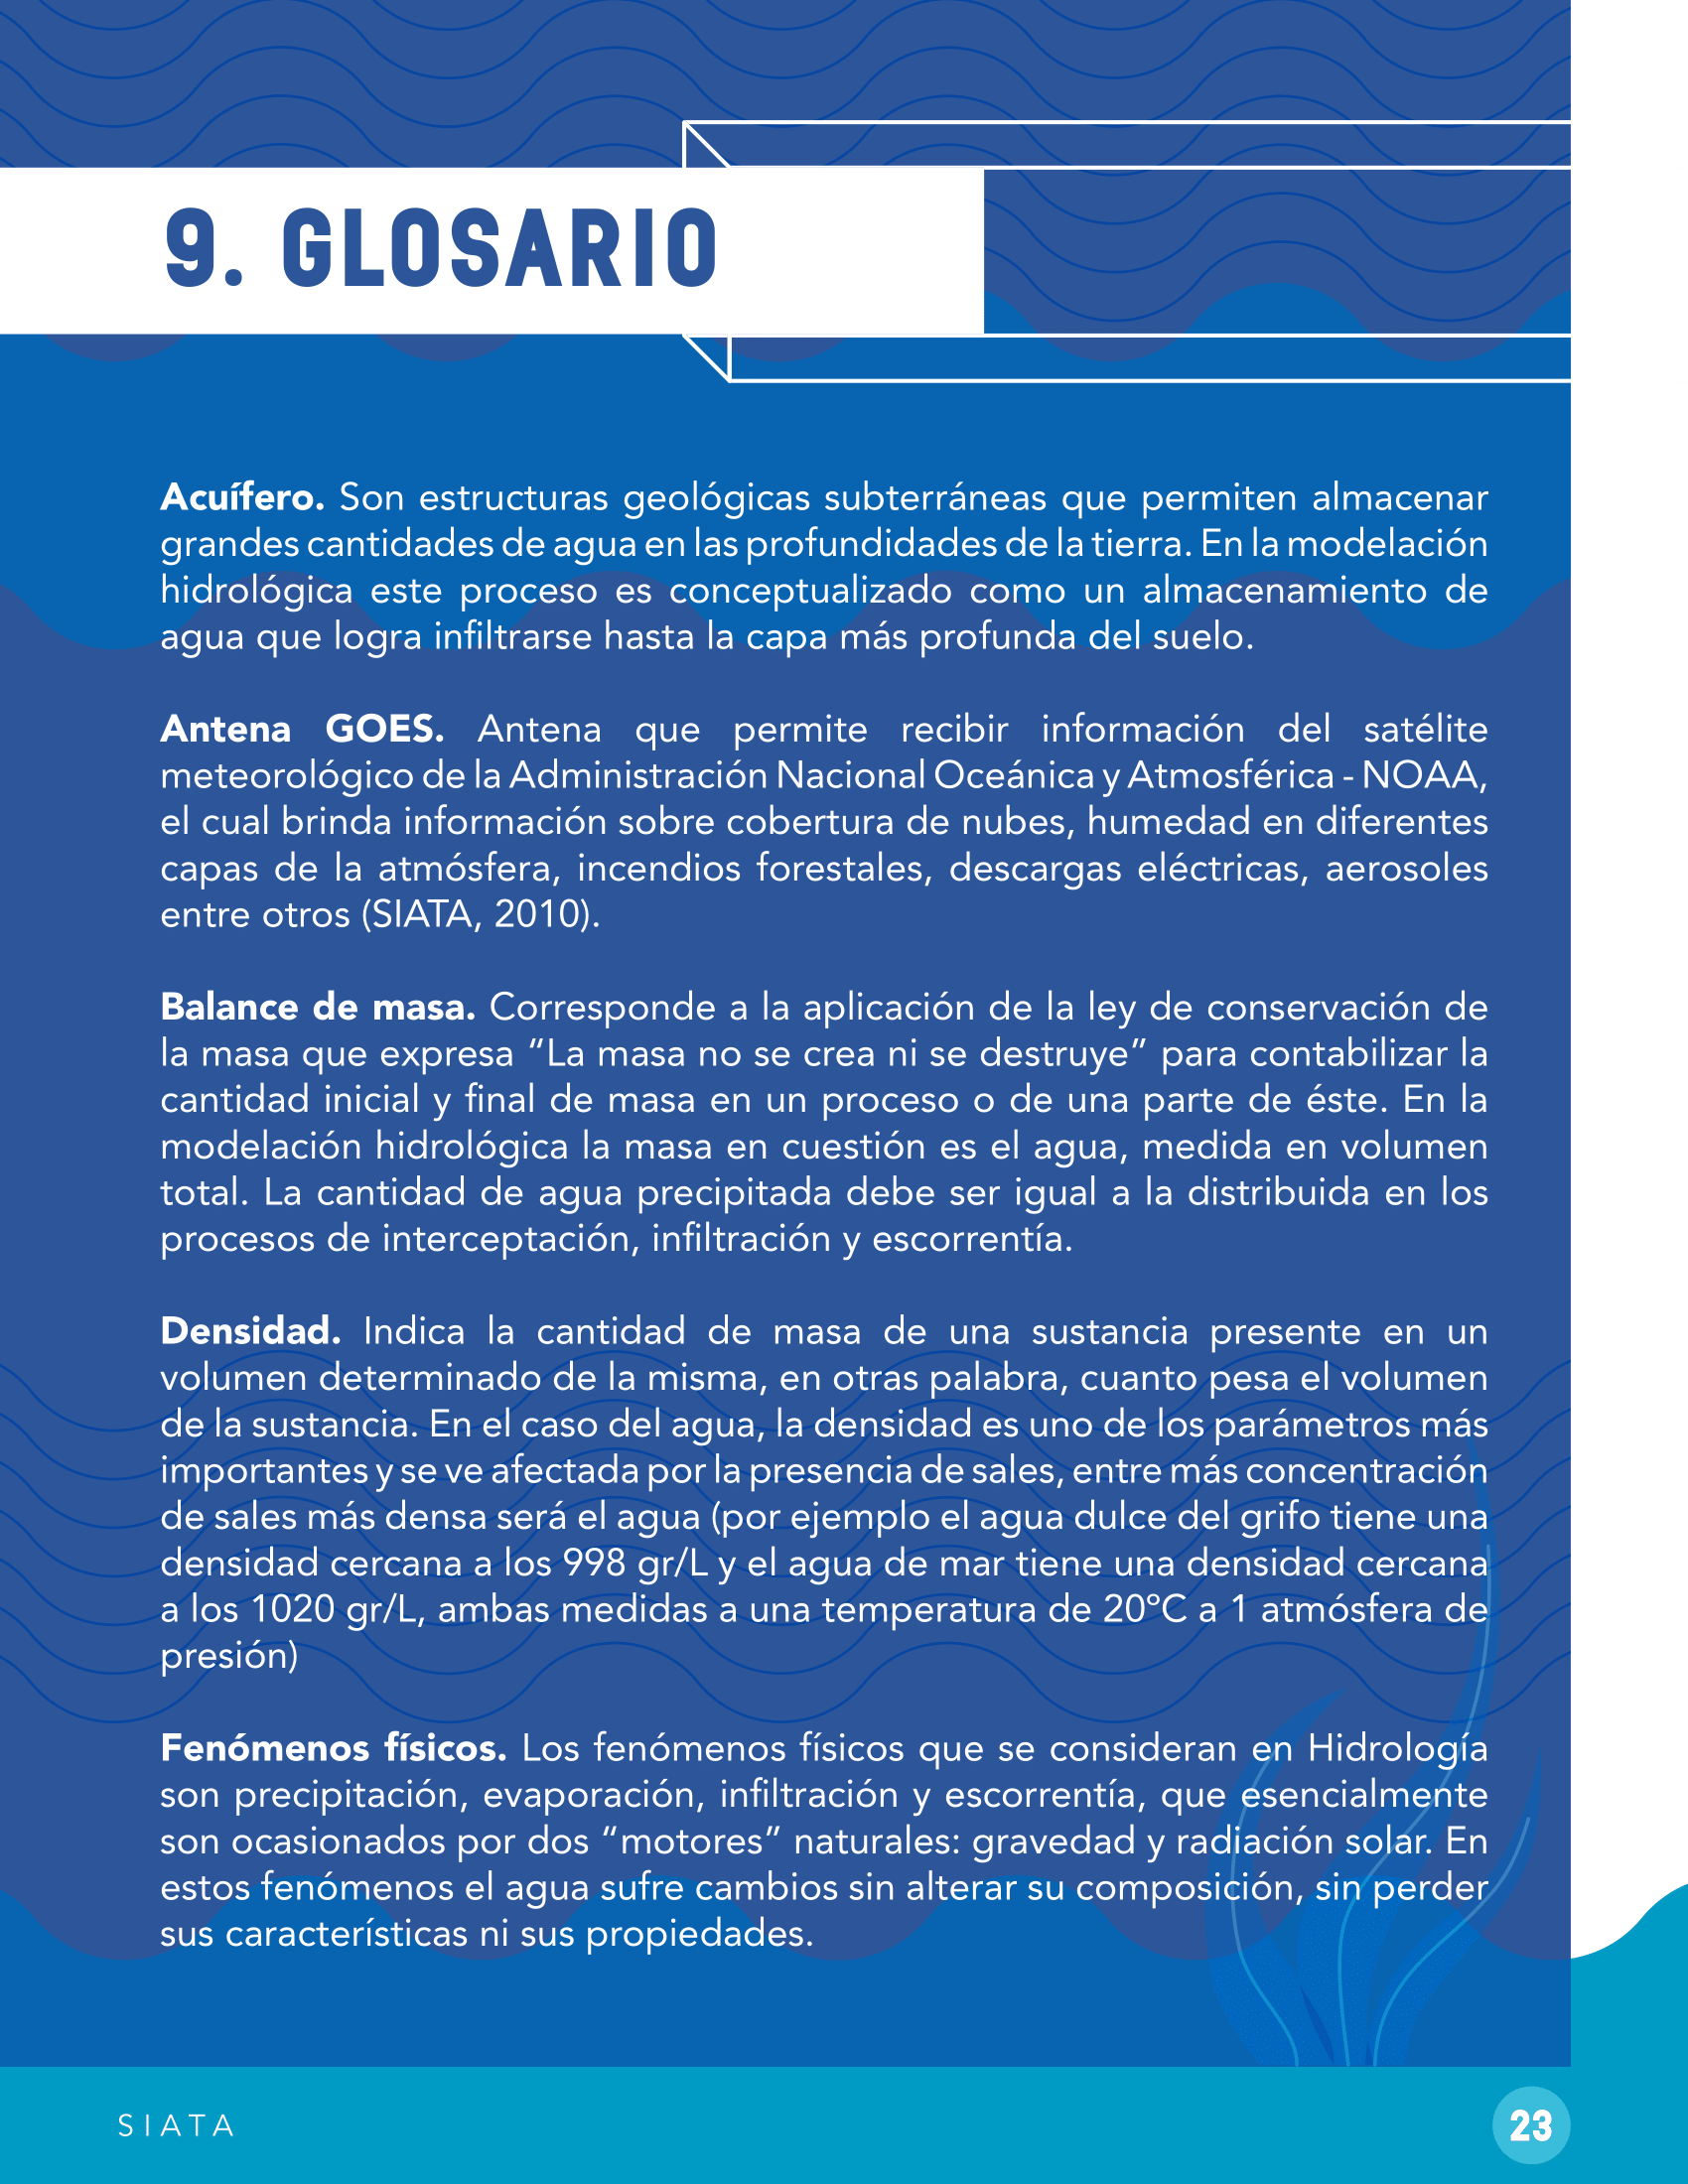 9. GLOSARIO
Acuífero. Son estructuras geológicas subterráneas que permiten almacenar
grandes cantidades de agua en las profundidades de la tierra. En la modelación
hidrológica este proceso es conceptualizado como un almacenamiento de
agua que logra infiltrarse hasta la capa más profunda del suelo.
Antena GOES. Antena que permite recibir información del satélite
meteorológico de la Administración Nacional Oceánica y Atmosférica - NOAA,
el cual brinda información sobre cobertura de nubes, humedad en diferentes
capas de la atmósfera, incendios forestales, descargas eléctricas, aerosoles
entre otros (SIATA, 2010).
Balance de masa. Corresponde a la aplicación de la ley de conservación de
la masa que expresa “La masa no se crea ni se destruye” para contabilizar la
cantidad inicial y final de masa en un proceso o de una parte de éste. En la
modelación hidrológica la masa en cuestión es el agua, medida en volumen
total. La cantidad de agua precipitada debe ser igual a la distribuida en los
procesos de interceptación, infiltración y escorrentía.
Densidad. Indica la cantidad de masa de una sustancia presente en un
volumen determinado de la misma, en otras palabra, cuanto pesa el volumen
de la sustancia. En el caso del agua, la densidad es uno de los parámetros más
importantes y se ve afectada por la presencia de sales, entre más concentración
de sales más densa será el agua (por ejemplo el agua dulce del grifo tiene una
densidad cercana a los 998 gr/L y el agua de mar tiene una densidad cercana
a los 1020 gr/L, ambas medidas a una temperatura de 20ºC a 1 atmósfera de
presión)
Fenómenos físicos. Los fenómenos físicos que se consideran en Hidrología
son precipitación, evaporación, infiltración y escorrentía, que esencialmente
son ocasionados por dos “motores” naturales: gravedad y radiación solar. En
estos fenómenos el agua sufre cambios sin alterar su composición, sin perder
sus características ni sus propiedades.
SIATA
23